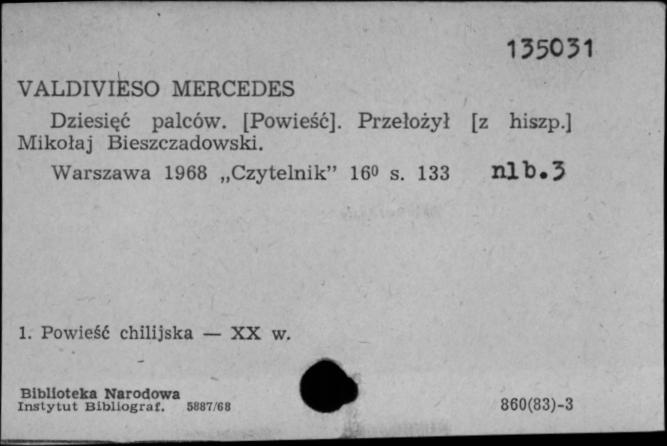 135031
VALDIVIESO MERCEDES
Dziesięć palców. [Powieść]. Przełożył [z hiszp.]
Mikołaj Bieszczadowski.
Warszawa 1968 „Czytelnik” 16⁰ s. 133 nlb.3
1. Powieść chilijska — XX w.
Biblioteka Narodowa
Instytut Bibliograf. 5887/68
860(83)-3